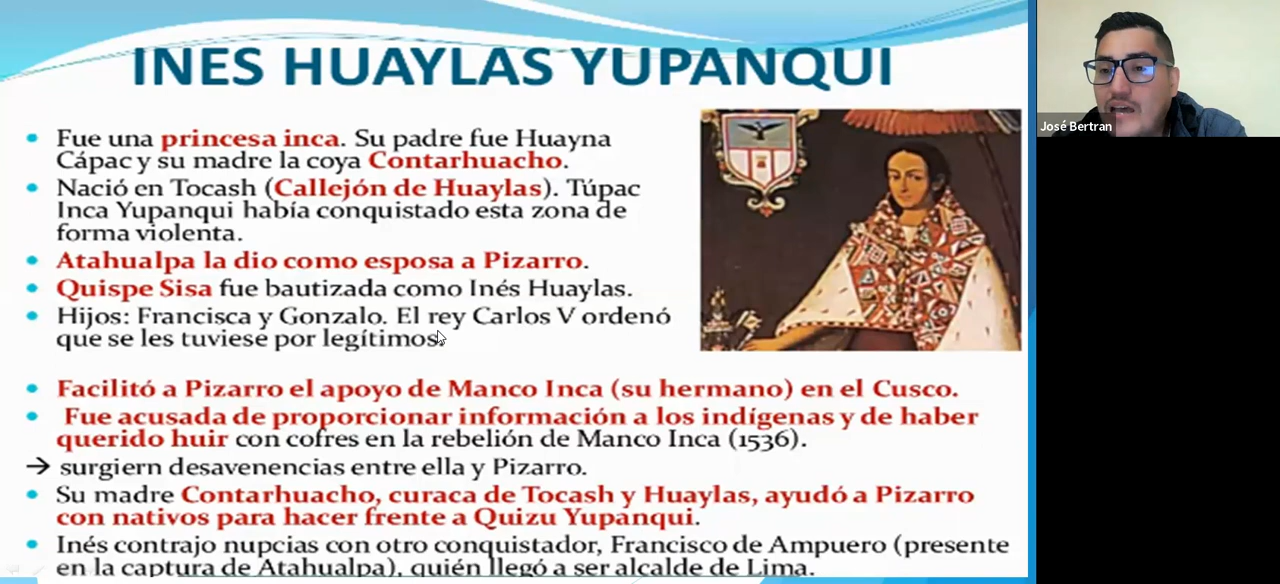 INES HUAYLAS YUPANQUI
• Fue una princesa inca. Su padre fue Huayna
Cápac y su madre la coya Contarhuacho.
• Nació en Tocash (Callejón de Huaylas). Túpac
Inca Yupanqui había conquistado esta zona de
forma violenta.
• Atahualpa la dio como esposa a Pizarro.
• Quispe Sisa fue bautizada como Inés Huaylas.
• Hijos: Francisca y Gonzalo. El rey Carlos V ordenó
que se les tuviese por legítimos.
• Facilitó a Pizarro el apoyo de Manco Inca (su hermano) en el Cusco.
• Fue acusada de proporcionar información a los indígenas y de haber
querido huir con cofres en la rebelión de Manco Inca (1536).
→ surgiern desavenencias entre ella y Pizarro.
• Su madre Contarhuacho, curaca de Tocash y Huaylas, ayudó a Pizarro
con nativos para hacer frente a Quizu Yupanqui.
• Inés contrajo nupcias con otro conquistador, Francisco de Ampuero (presente
en la captura de Atahualpa), quién llegó a ser alcalde de Lima.
José Bertran